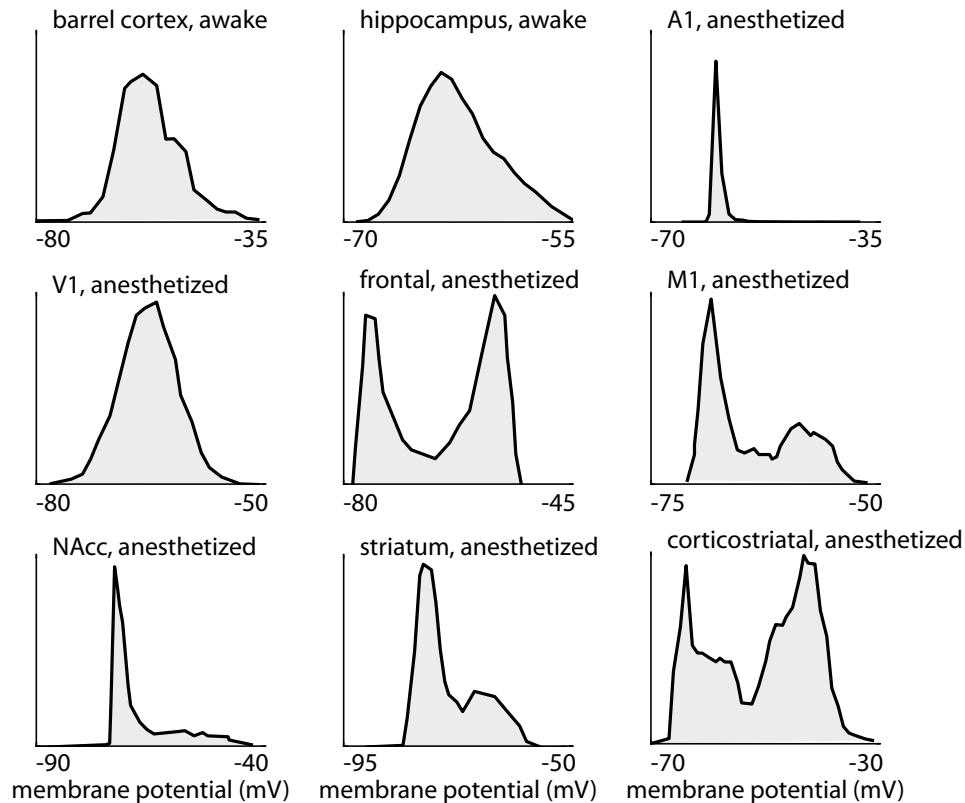 barrel cortex, awake
hippocampus, awake
A1, anesthetized
-80
-35
-70
-55
-70
-35
V1, anesthetized
frontal, anesthetized
M1, anesthetized
-80
-50
-80
-45
-75
-50
NAcc, anesthetized
striatum, anesthetized
corticostriatal, anesthetized
-90
-40
-95
-50
-70
-30
membrane potential (mV)
membrane potential (mV)
membrane potential (mV)